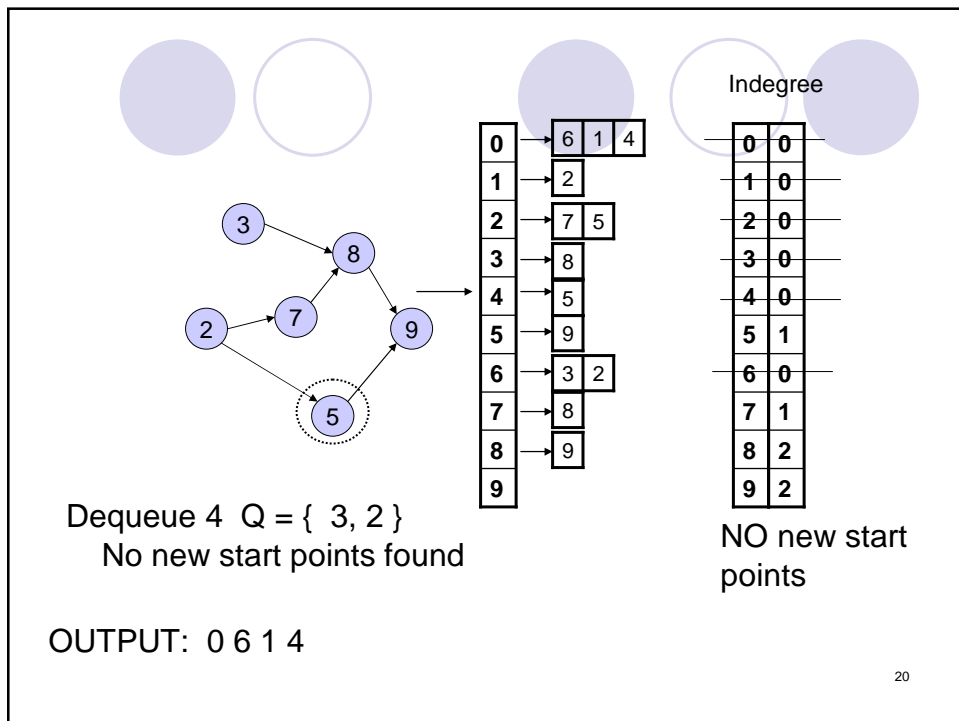 Indegree
0 6 1 4
1 2
2 7 5
3 8
4 5
5 9
6 3 2
7 8
8 9
9
0 0
1 0
2 0
3 0
4 0
5 1
6 0
7 1
8 2
9 2
3
8
7
2
9
5
Dequeue 4 Q = { 3, 2 }
No new start points found
NO new start
points
OUTPUT: 0 6 1 4
20